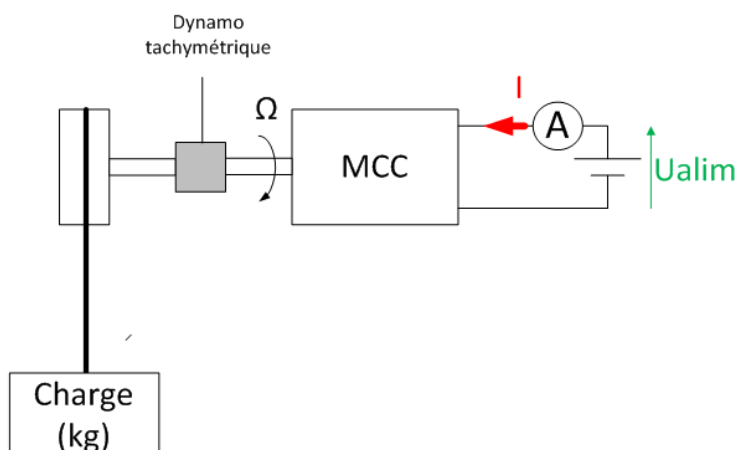 Dynamo
tachymétrique
I
Ω
A
MCC
Ualim
Charge
(kg)